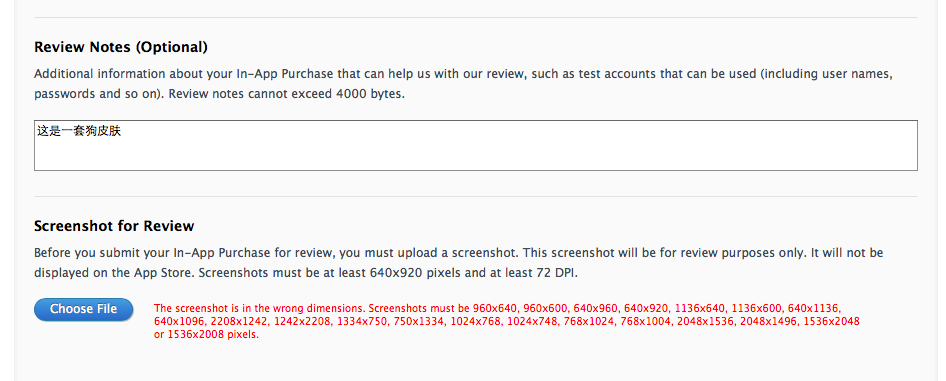 Review Notes (Optional)
Additional information about your In-App Purchase that can help us with our review, such as test accounts that can be used (including user names,
passwords and so on). Review notes cannot exceed 4000 bytes.
这是一套狗皮肤
Screenshot for Review
Before you submit your In-App Purchase for review, you must upload a screenshot. This screenshot will be for review purposes only. It will not be
displayed on the App Store. Screenshots must be at least 640x920 pixels and at least 72 DPI.
Choose File
The screenshot is in the wrong dimensions. Screenshots must be 960x640, 960x600, 640x960, 640x920, 1136x640, 1136x600, 640x1136,
640x1096, 2208x1242, 1242x2208, 1334x750, 750x1334, 1024x768, 1024x748, 768x1024, 768x1004, 2048x1536, 2048x1496, 1536x2048
or 1536x2008 pixels.